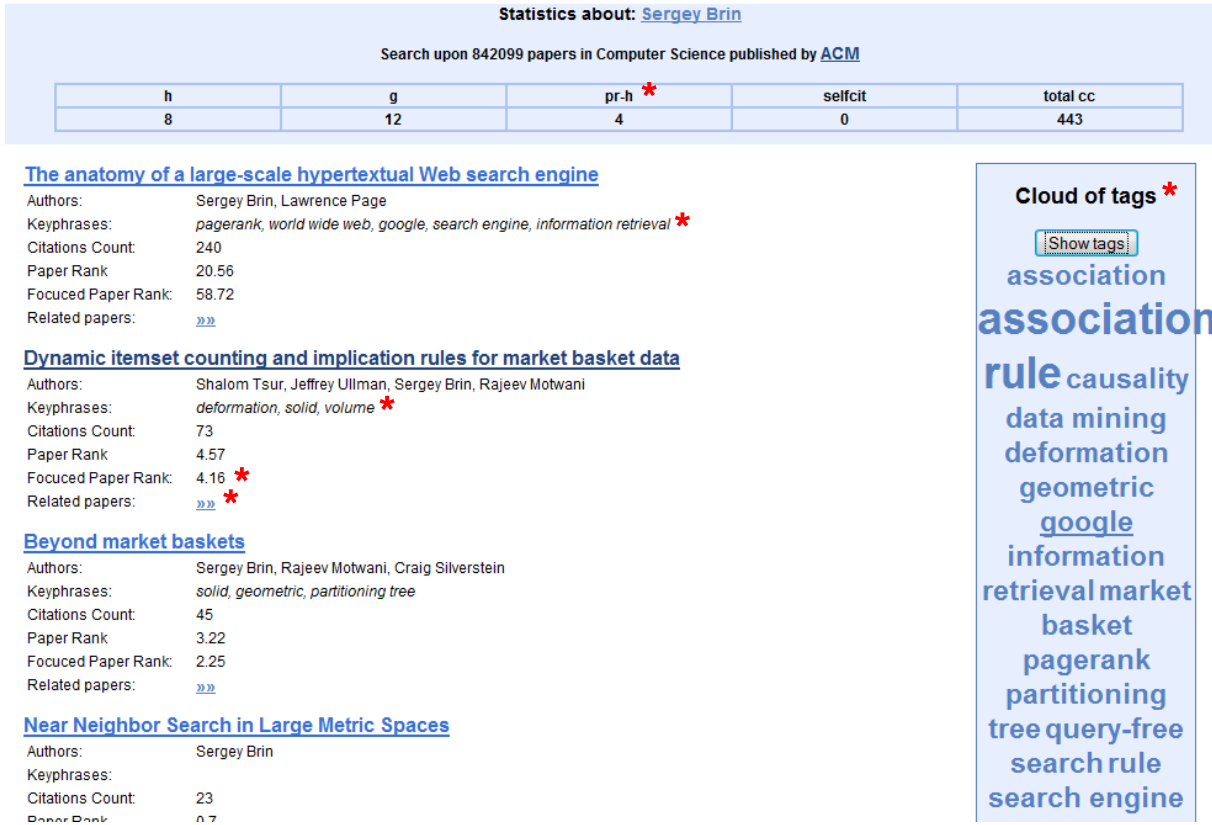 Statistics about: Sergey Brin
Search upon 842099 papers in Computer Science published by ACM
h g pr-h * selfcit total cc
8 12 4 0 443
The anatomy of a large-scale hypertextual Web search engine
Authors: Sergey Brin, Lawrence Page
Keyphrases: pagerank, world wide web, google, search engine, information retrieval *
Citations Count: 240
Paper Rank 20.56
Focuced Paper Rank: 58.72
Related papers: »»
Dynamic itemset counting and implication rules for market basket data
Authors: Shalom Tsur, Jeffrey Ullman, Sergey Brin, Rajeev Motwani
Keyphrases: deformation, solid, volume *
Citations Count: 73
Paper Rank 4.57
Focuced Paper Rank: 4.16 *
Related papers: »» *
Beyond market baskets
Authors: Sergey Brin, Rajeev Motwani, Craig Silverstein
Keyphrases: solid, geometric, partitioning tree
Citations Count: 45
Paper Rank 3.22
Focuced Paper Rank: 2.25
Related papers: »»
Near Neighbor Search in Large Metric Spaces
Authors: Sergey Brin
Keyphrases:
Citations Count: 23
Paper Rank 0.7
Cloud of tags *
Show tags
association
association
rule causality
data mining
deformation
geometric
google
information
retrieval market
basket
pagerank
partitioning
tree query-free
search rule
search engine